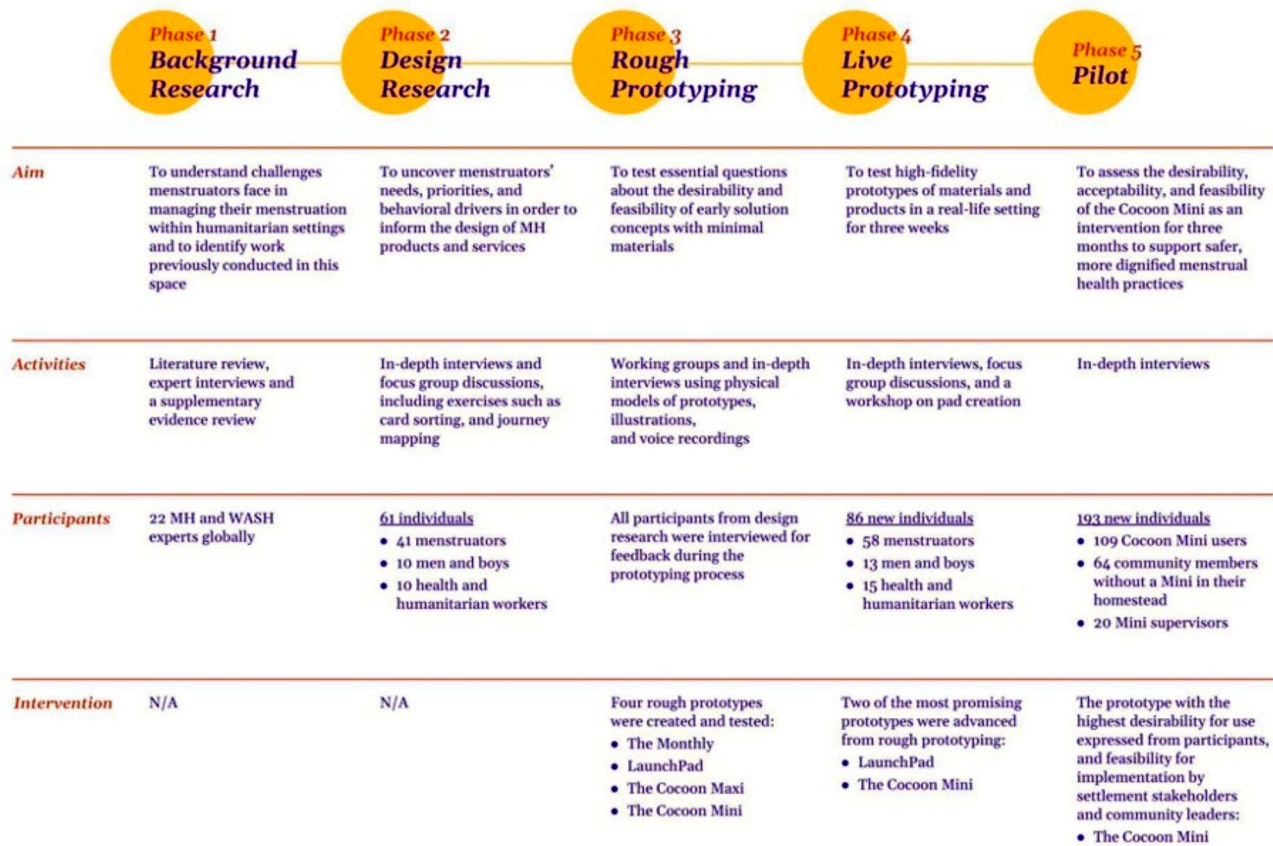 Phase 1
Background
Research
Phase 2
Design
Research
Phase 3
Rough
Prototyping
Phase 4
Live
Prototyping
Phase 5
Pilot
Aim
To understand challenges
menstruators face in
managing their menstruation
within humanitarian settings
and to identify work
previously conducted in this
space
To uncover menstruators'
needs, priorities, and
behavioral drivers in order to
inform the design of MH
products and services
To test essential questions
about the desirability and
feasibility of early solution
concepts with minimal
materials
To test high-fidelity
prototypes of materials and
products in a real-life setting
for three weeks
To assess the desirability,
acceptability, and feasibility
of the Cocoon Mini as an
intervention for three
months to support safer,
more dignified menstrual
health practices
Activities
Literature review,
expert interviews and
a supplementary
evidence review
In-depth interviews and
focus group discussions,
including exercises such as
card sorting, and journey
mapping
Working groups and in-depth
interviews using physical
models of prototypes,
illustrations,
and voice recordings
In-depth interviews, focus
group discussions, and a
workshop on pad creation
In-depth interviews
Participants
22 MH and WASH
experts globally
61 individuals
• 41 menstruators
• 10 men and boys
• 10 health and
humanitarian workers
All participants from design
research were interviewed for
feedback during the
prototyping process
86 new individuals
• 58 menstruators
• 13 men and boys
• 15 health and
humanitarian workers
193 new individuals
• 109 Cocoon Mini users
• 64 community members
without a Mini in their
homestead
• 20 Mini supervisors
Intervention
N/A
N/A
Four rough prototypes
were created and tested:
• The Monthly
• LaunchPad
• The Cocoon Maxi
• The Cocoon Mini
Two of the most promising
prototypes were advanced
from rough prototyping:
• LaunchPad
• The Cocoon Mini
The prototype with the
highest desirability for use
expressed from participants,
and feasibility for
implementation by
settlement stakeholders
and community leaders:
• The Cocoon Mini